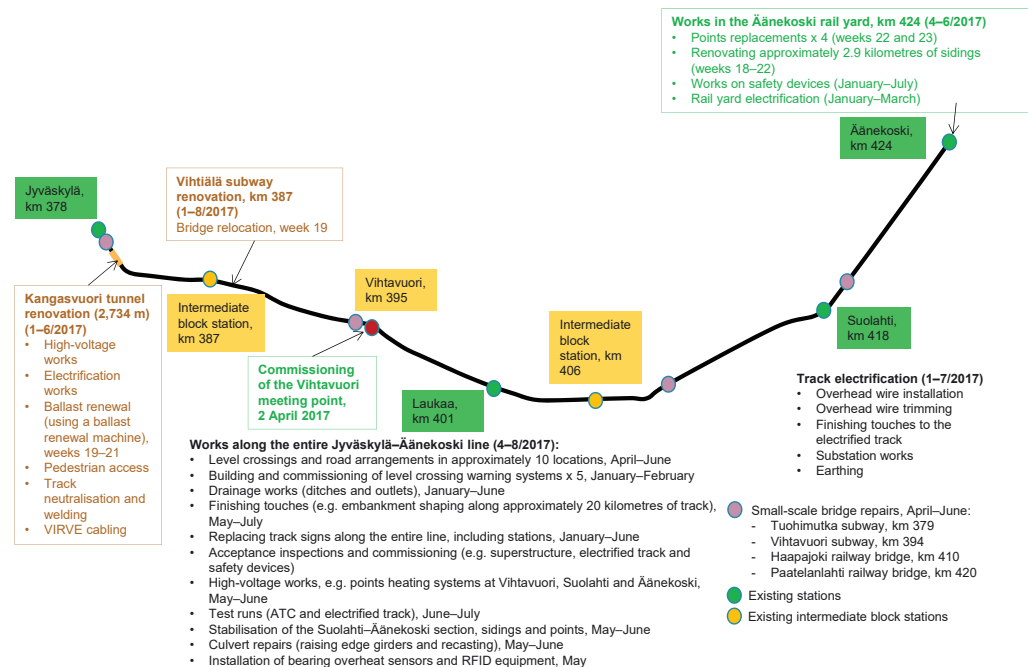 Works in the Äänekoski rail yard, km 424 (4–6/2017)
• Points replacements x 4 (weeks 22 and 23)
• Renovating approximately 2.9 kilometres of sidings
(weeks 18–22)
• Works on safety devices (January–July)
• Rail yard electrification (January–March)
Äänekoski,
km 424
Jyväskylä,
km 378
Vihtiälä subway
renovation, km 387
(1–8/2017)
Bridge relocation, week 19
Kangasvuori tunnel
renovation (2,734 m)
(1–6/2017)
• High-voltage
works
• Electrification
works
• Ballast renewal
(using a ballast
renewal machine),
weeks 19–21
• Pedestrian access
• Track
neutralisation and
welding
• VIRVE cabling
Intermediate
block station,
km 387
Vihtavuori,
km 395
Commissioning
of the Vihtavuori
meeting point,
2 April 2017
Laukaa,
km 401
Intermediate
block
station, km
406
Suolahti
km 418
Track electrification (1–7/2017)
• Overhead wire installation
• Overhead wire trimming
• Finishing touches to the
electrified track
• Substation works
• Earthing
Works along the entire Jyväskylä–Äänekoski line (4–8/2017):
• Level crossings and road arrangements in approximately 10 locations, April–June
• Building and commissioning of level crossing warning systems x 5, January–February
• Drainage works (ditches and outlets), January–June
• Finishing touches (e.g. embankment shaping along approximately 20 kilometres of track),
May–July
• Replacing track signs along the entire line, including stations, January–June
• Acceptance inspections and commissioning (e.g. superstructure, electrified track and
safety devices)
• High-voltage works, e.g. points heating systems at Vihtavuori, Suolahti and Äänekoski,
May–June
• Test runs (ATC and electrified track), June–July
• Stabilisation of the Suolahti–Äänekoski section, sidings and points, May–June
• Culvert repairs (raising edge girders and recasting), May–June
• Installation of bearing overheat sensors and RFID equipment, May
Small-scale bridge repairs, April–June:
- Tuohimutka subway, km 379
- Vihtavuori subway, km 394
- Haapajoki railway bridge, km 410
- Paatelanlahti railway bridge, km 420
Existing stations
Existing intermediate block stations